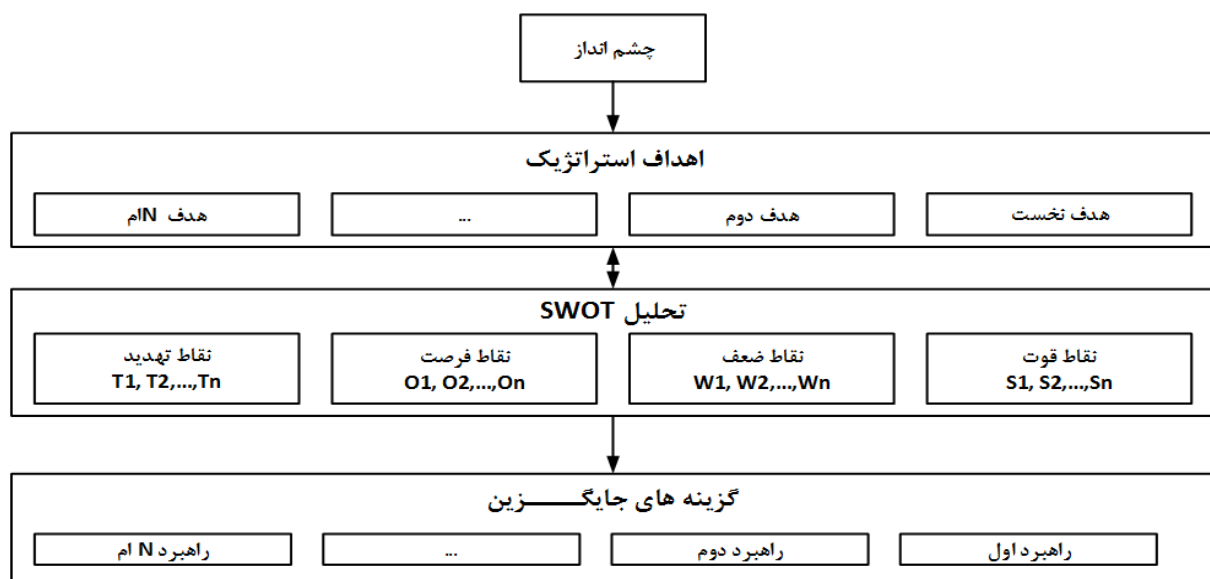 چشم انداز
اهداف استراتژیک
هدف نخست
هدف دوم
...
هدف Nام
تحلیل SWOT
نقاط قوت
S1, S2,...,Sn
نقاط ضعف
W1, W2,...,Wn
نقاط فرصت
O1, O2,...,On
نقاط تهدید
T1, T2,...,Tn
گزینه های جایگـــــــزین
راهبرد اول
راهبرد دوم
...
راهبرد N ام